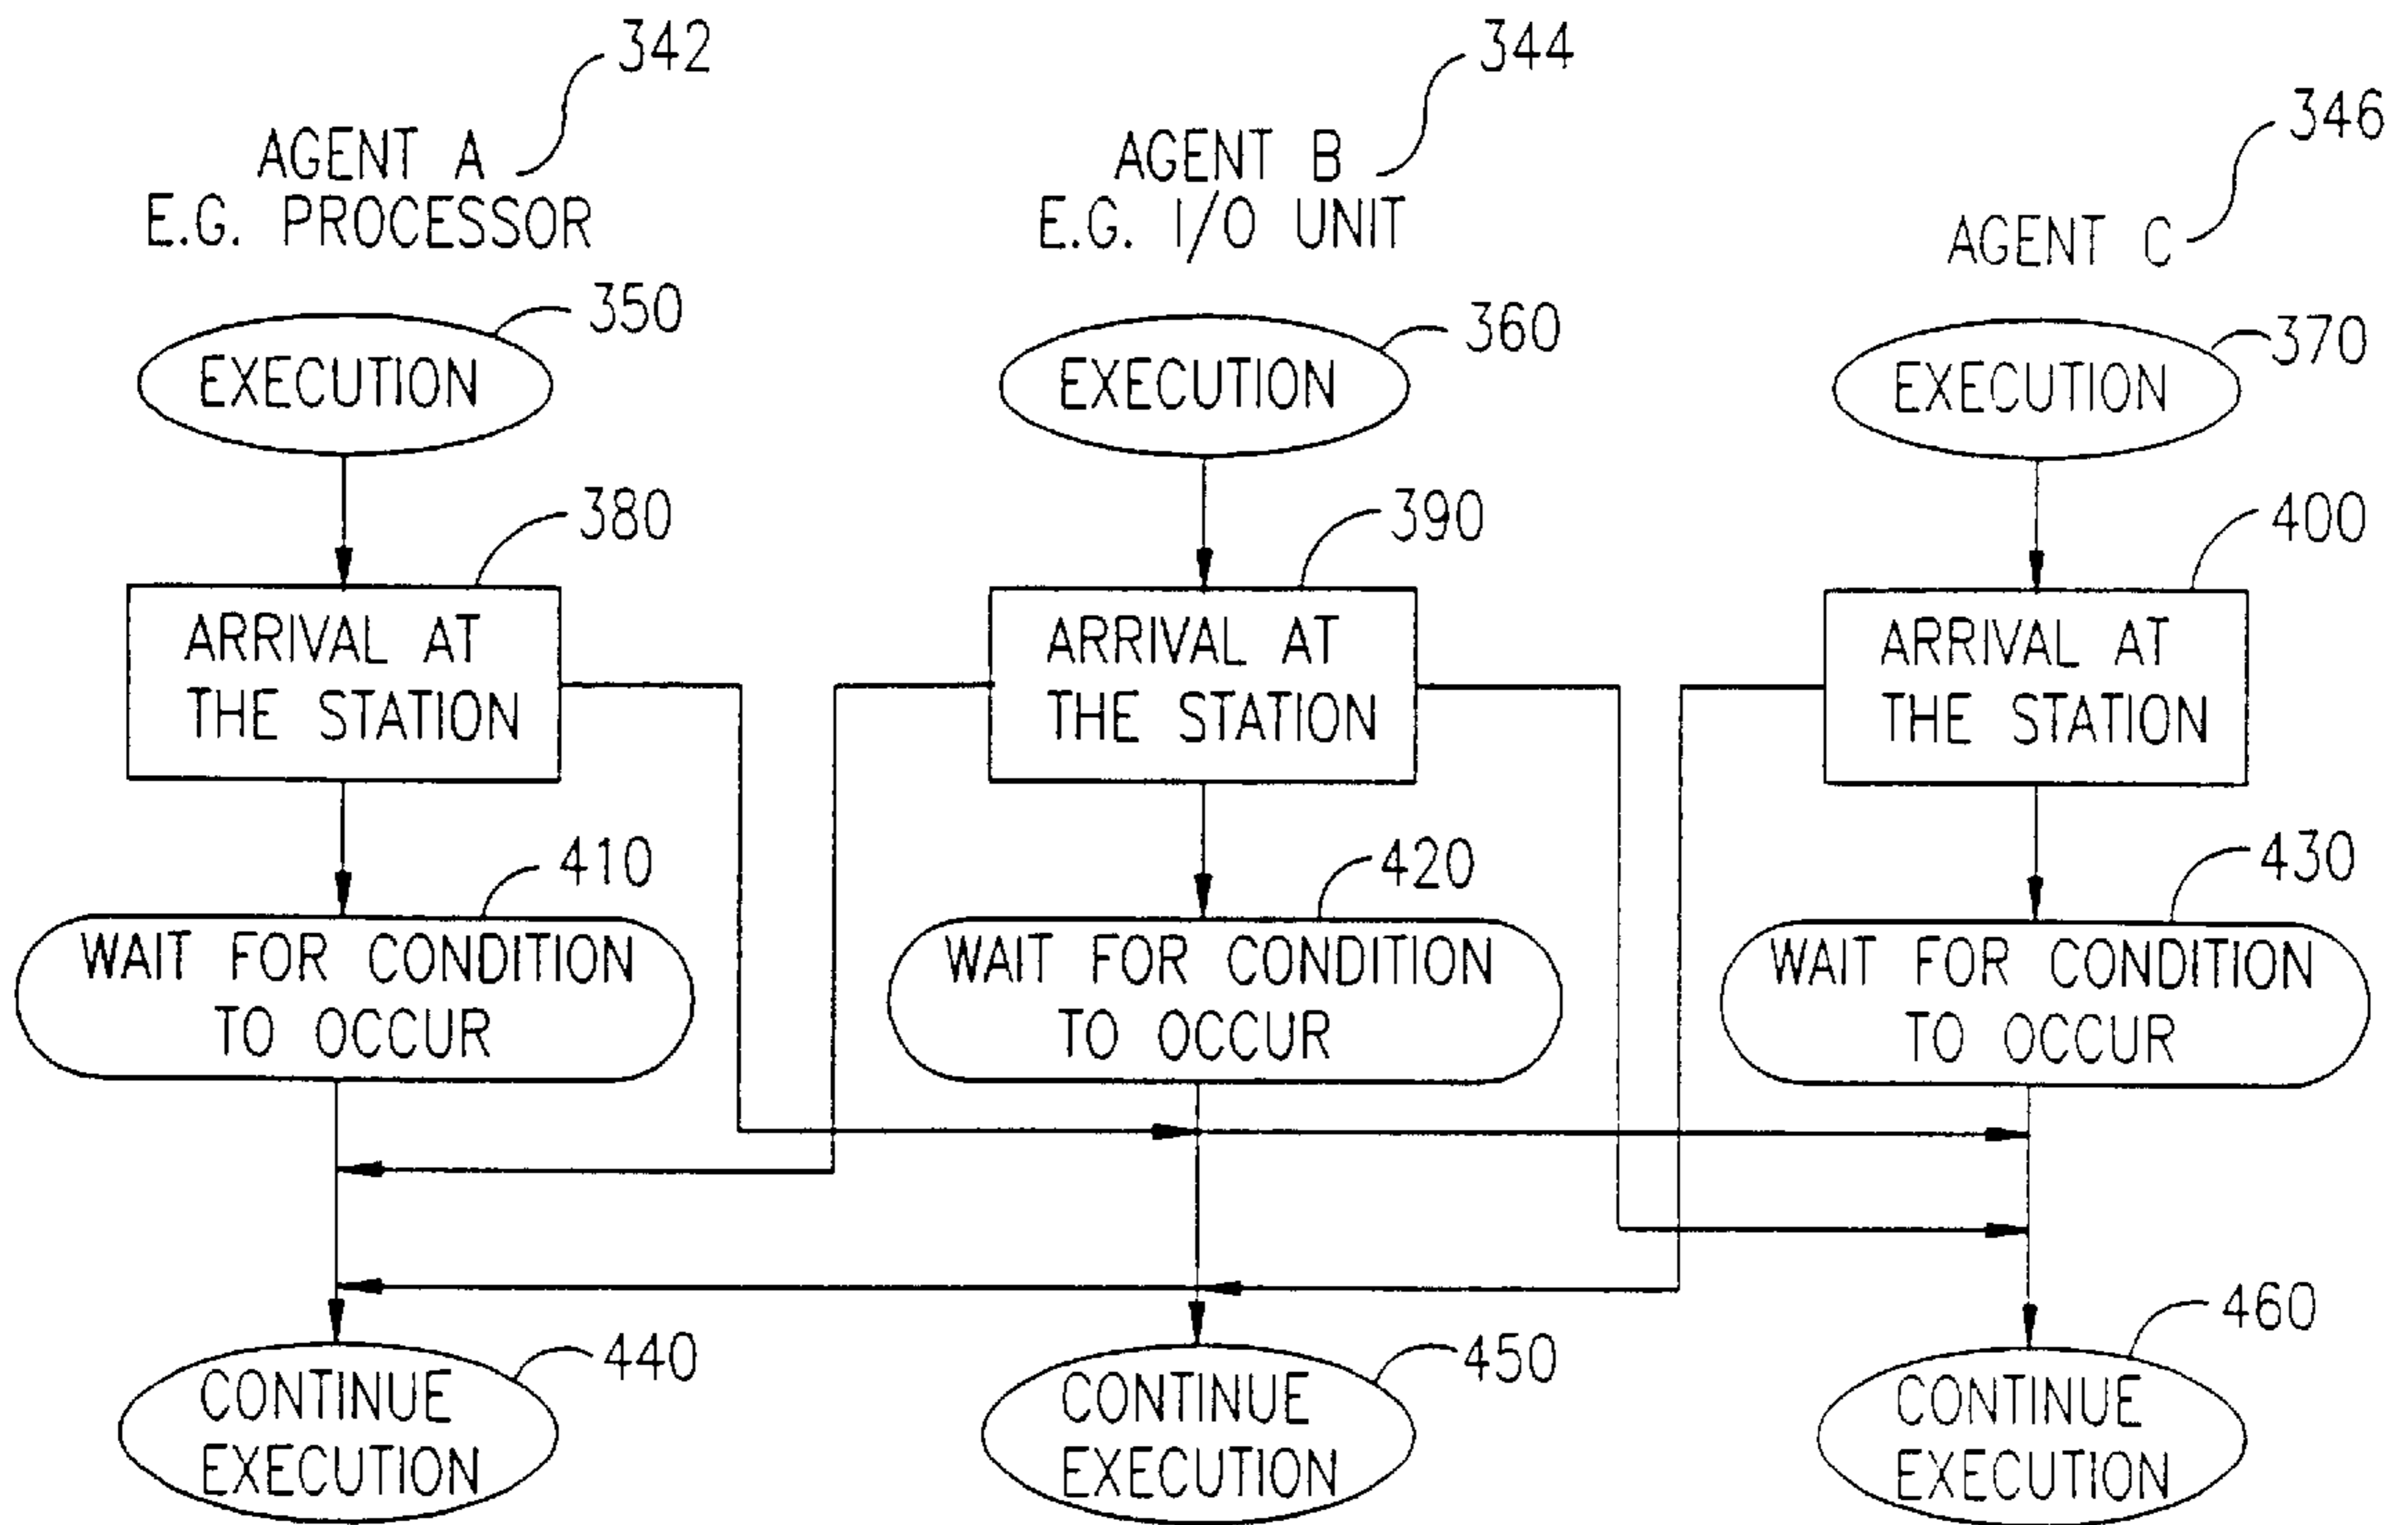 342
344
346
AGENT A
E.G. PROCESSOR
AGENT B
E.G. I/O UNIT
AGENT C
350
360
370
EXECUTION
EXECUTION
EXECUTION
380
390
400
ARRIVAL AT
THE STATION
ARRIVAL AT
THE STATION
ARRIVAL AT
THE STATION
410
420
430
WAIT FOR CONDITION
TO OCCUR
WAIT FOR CONDITION
TO OCCUR
WAIT FOR CONDITION
TO OCCUR
440
450
460
CONTINUE
EXECUTION
CONTINUE
EXECUTION
CONTINUE
EXECUTION